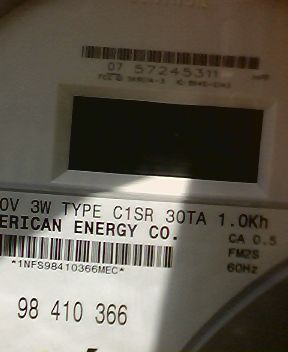 07 57245311
0V 3W TYPE C1SR 30TA 1.0Kh
ERICAN ENERGY CO.
CA 0.5
FM2S
60Hz
*1NFS98410366MEC*
98 410 366